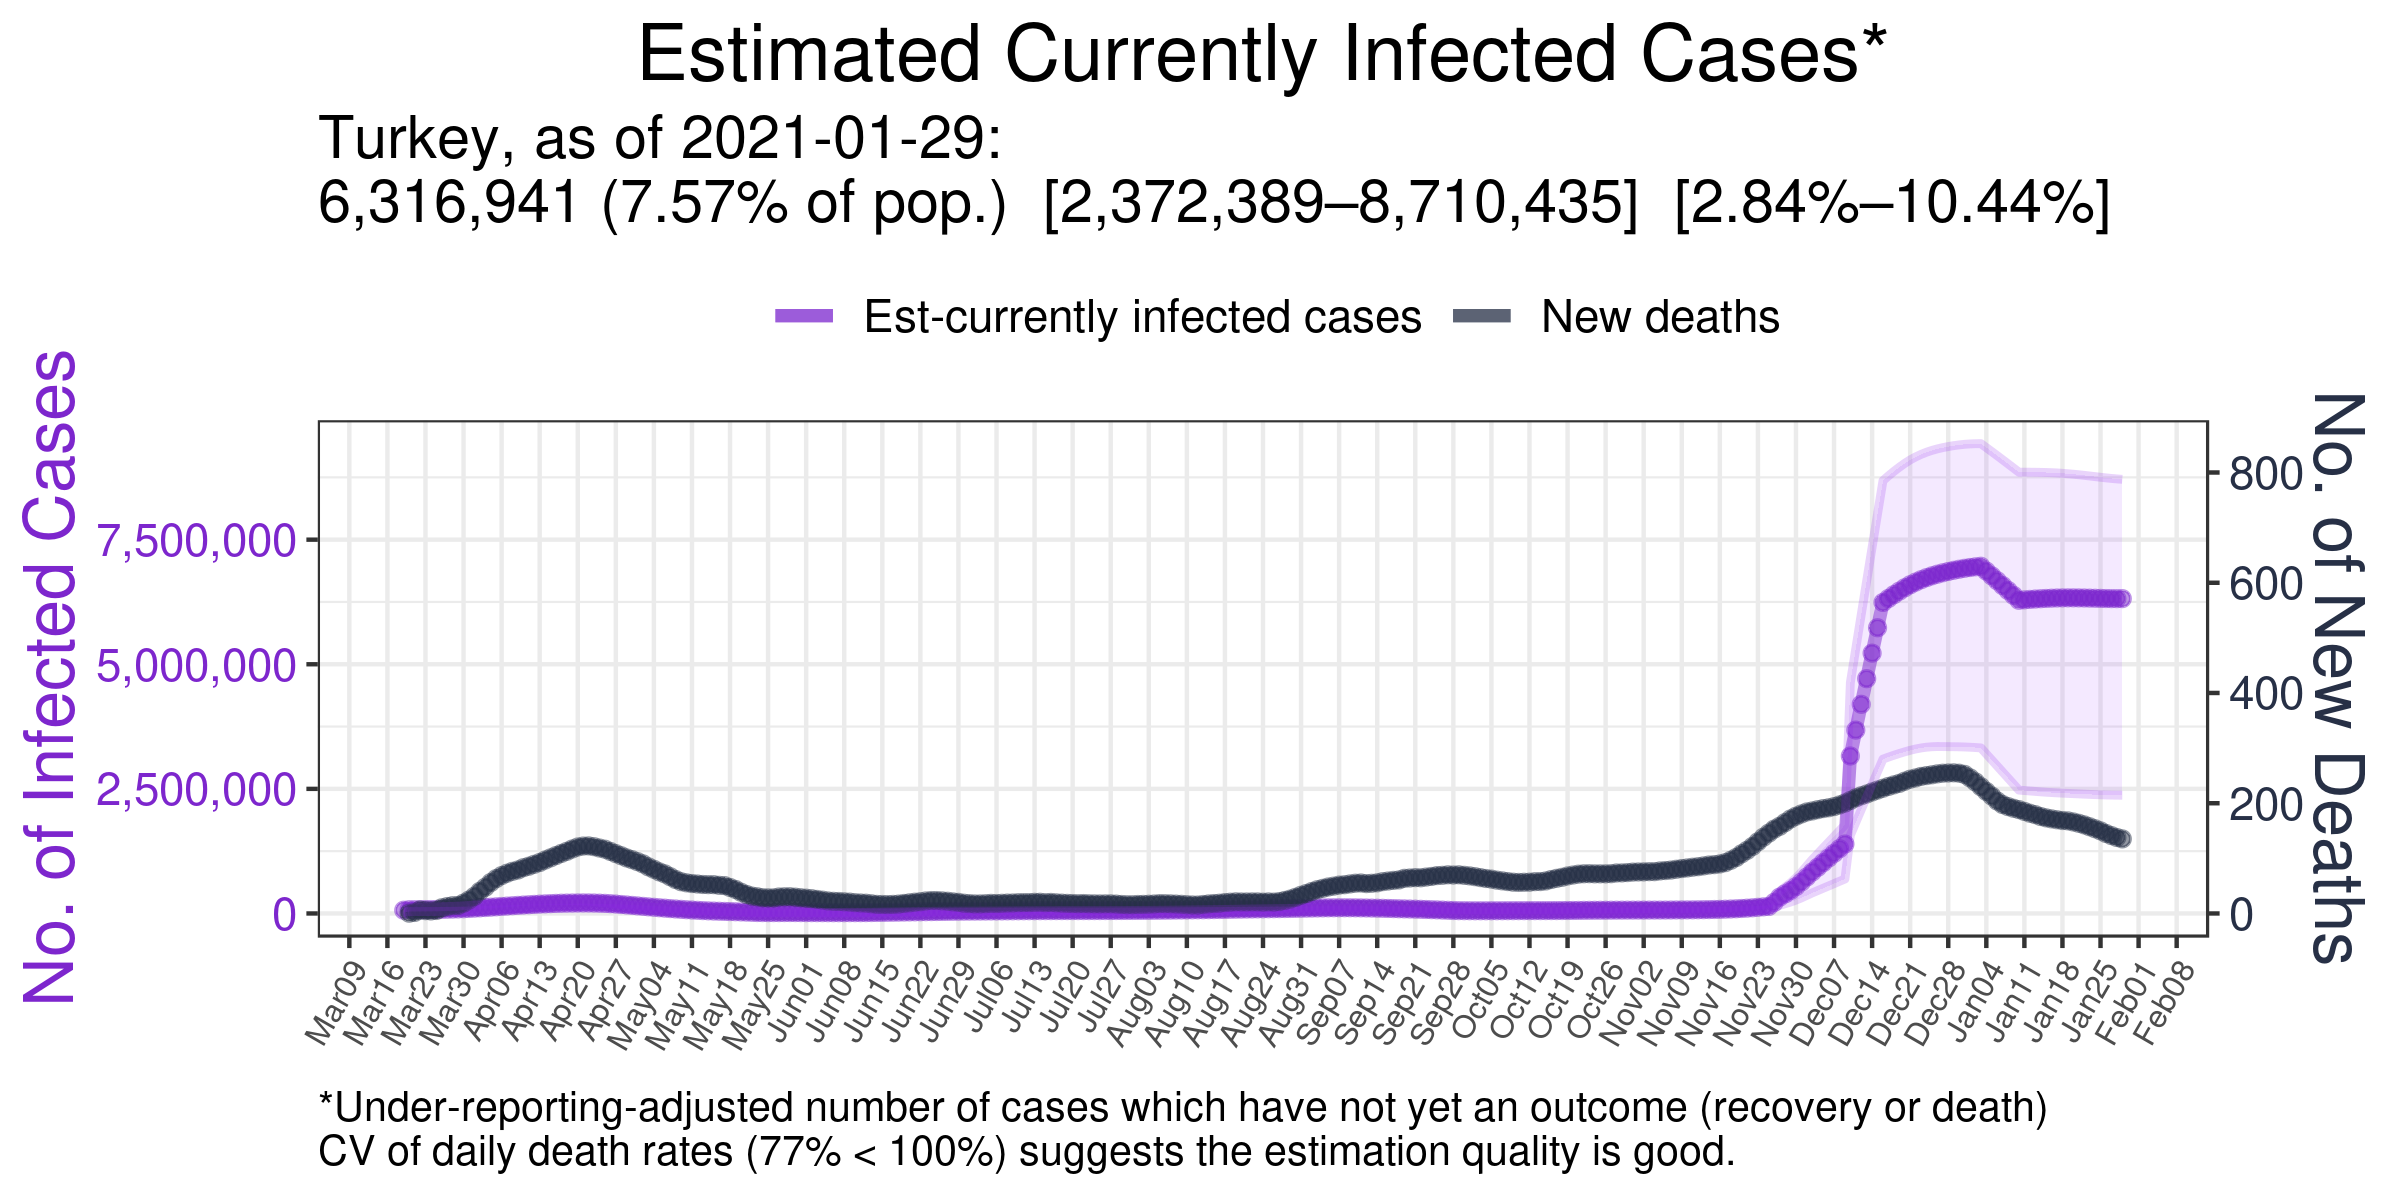 Estimated Currently Infected Cases*
Turkey, as of 2021-01-29:
6,316,941 (7.57% of pop.) [2,372,389–8,710,435] [2.84%–10.44%]
Est-currently infected cases New deaths
No. of Infected Cases
7,500,000
5,000,000
2,500,000
0
800
600
400
200
0
No. of New Deaths
Mar09 Mar16 Mar23 Mar30 Apr06 Apr13 Apr20 Apr27 May04 May11 May18 May25 Jun01 Jun08 Jun15 Jun22 Jun29 Jul06 Jul13 Jul20 Jul27 Aug03 Aug10 Aug17 Aug24 Aug31 Sep07 Sep14 Sep21 Sep28 Oct05 Oct12 Oct19 Oct26 Nov02 Nov09 Nov16 Nov23 Nov30 Dec07 Dec14 Dec21 Dec28 Jan04 Jan11 Jan18 Jan25 Feb01 Feb08
*Under-reporting-adjusted number of cases which have not yet an outcome (recovery or death)
CV of daily death rates (77% < 100%) suggests the estimation quality is good.